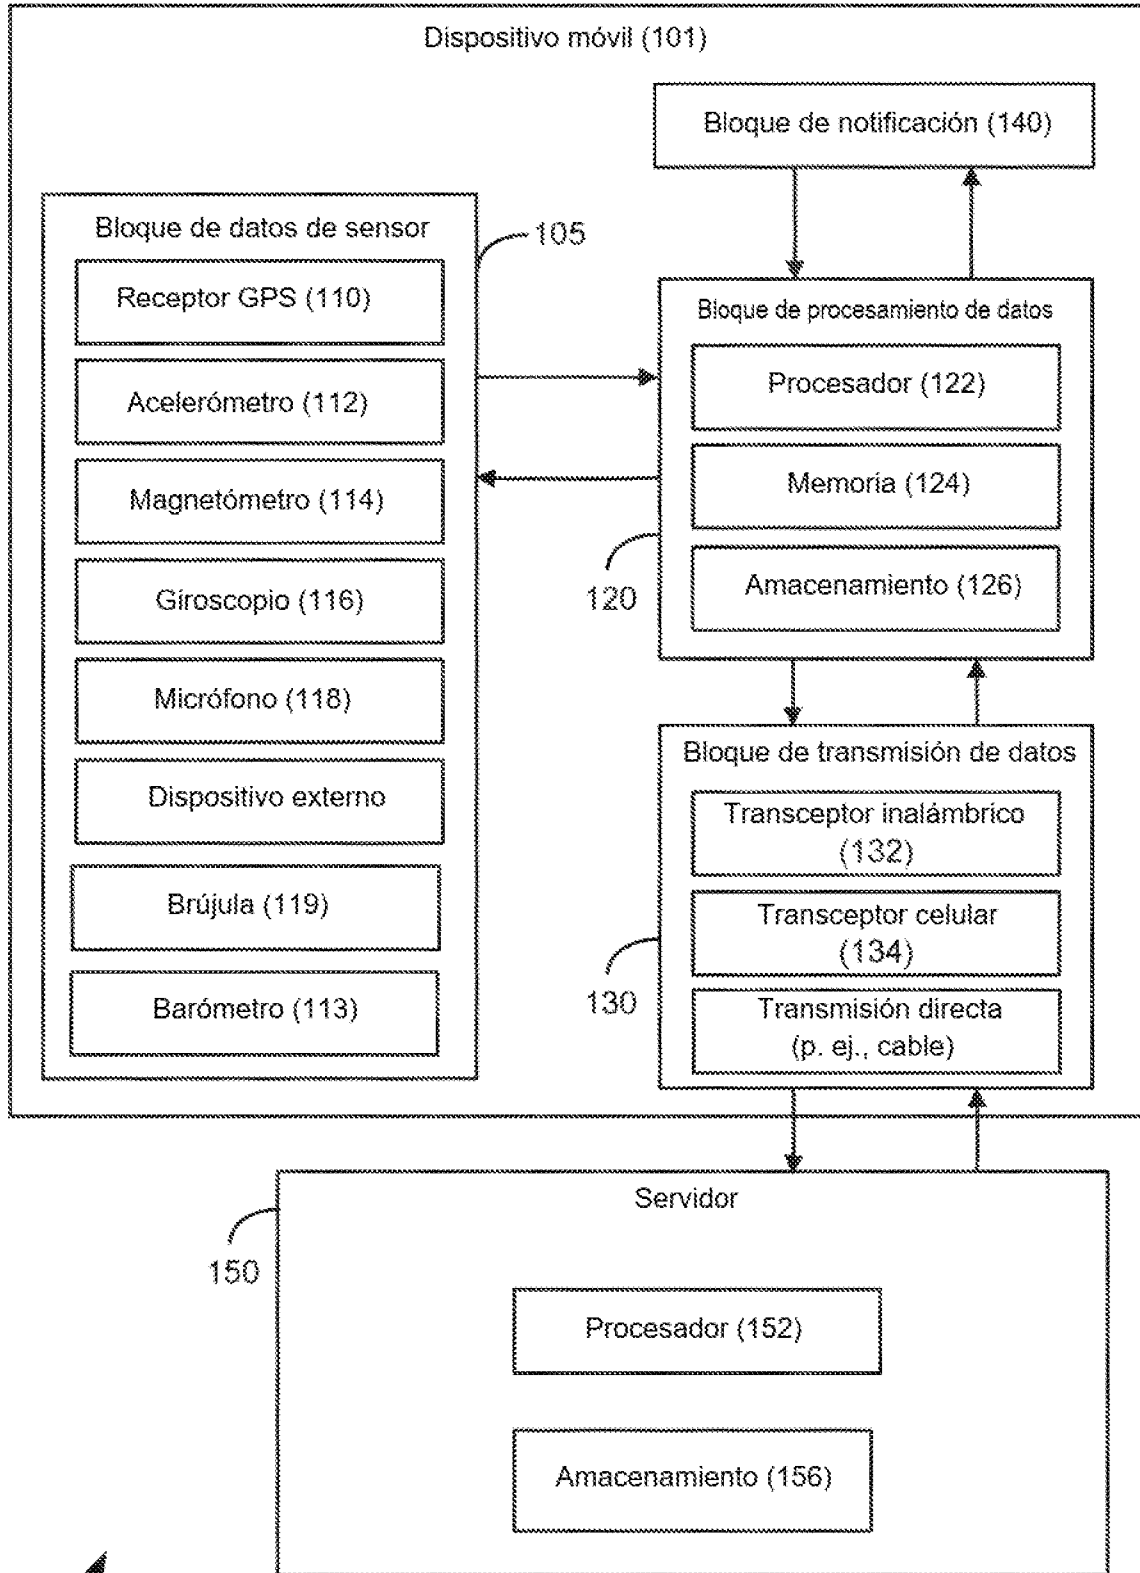 Dispositivo móvil (101)
Bloque de notificación (140)
Bloque de datos de sensor
105
Receptor GPS (110)
Acelerómetro (112)
Magnetómetro (114)
Giroscopio (116)
Micrófono (118)
Dispositivo externo
Brújula (119)
Barómetro (113)
Bloque de procesamiento de datos
Procesador (122)
Memoria (124)
Amacenamiento (126)
120
Bloque de transmisión de datos
Transceptor inalámbrico
(132)
Transceptor celular
(134)
Transmisión directa
(p. ej., cable)
130
Servidor
150
Procesador (152)
Amacenamiento (156)